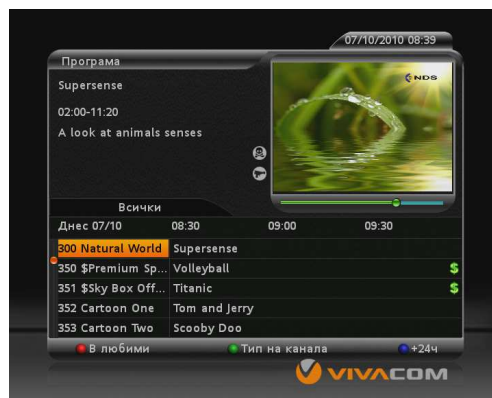 07/10/2010 08:39
Програма
Supersense
02:00-11:20
A look at animals senses
NDS
Всички
Днес 07/10 08:30 09:00 09:30
300 Natural World Supersense
350 $Premium Sp... Volleyball $
351 $Sky Box Off... Titanic $
352 Cartoon One Tom and Jerry
353 Cartoon Two Scooby Doo
В любими Тип на канала +24ч
VIVACOM